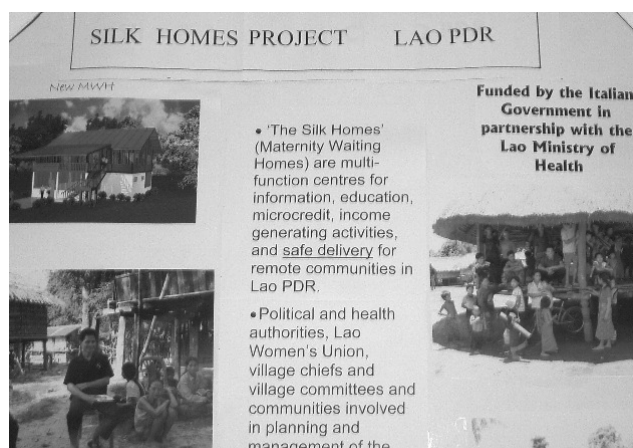 SILK HOMES PROJECT LAO PDR
New MWH
• 'The Silk Homes'
(Maternity Waiting
Homes) are multi-
function centres for
information, education,
microcredit, income
generating activities,
and safe delivery for
remote communities in
Lao PDR.
• Political and health
authorities, Lao
Women's Union,
village chiefs and
village committees and
communities involved
in planning and
management of the
Funded by the Italian
Government in
partnership with the
Lao Ministry of
Health